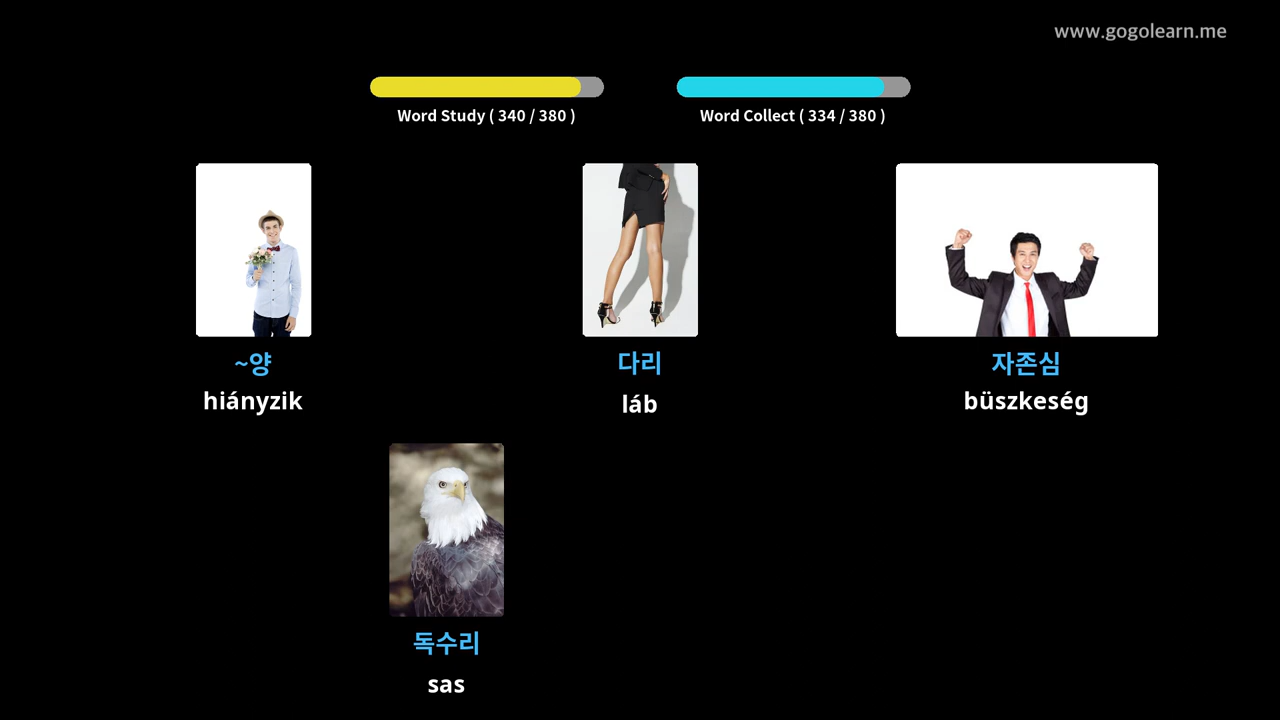 www.gogolearn.me
Word Study ( 340 / 380 )
Word Collect ( 334 / 380 )
~양
다리
자존심
hiányzik
láb
büszkeség
독수리
sas